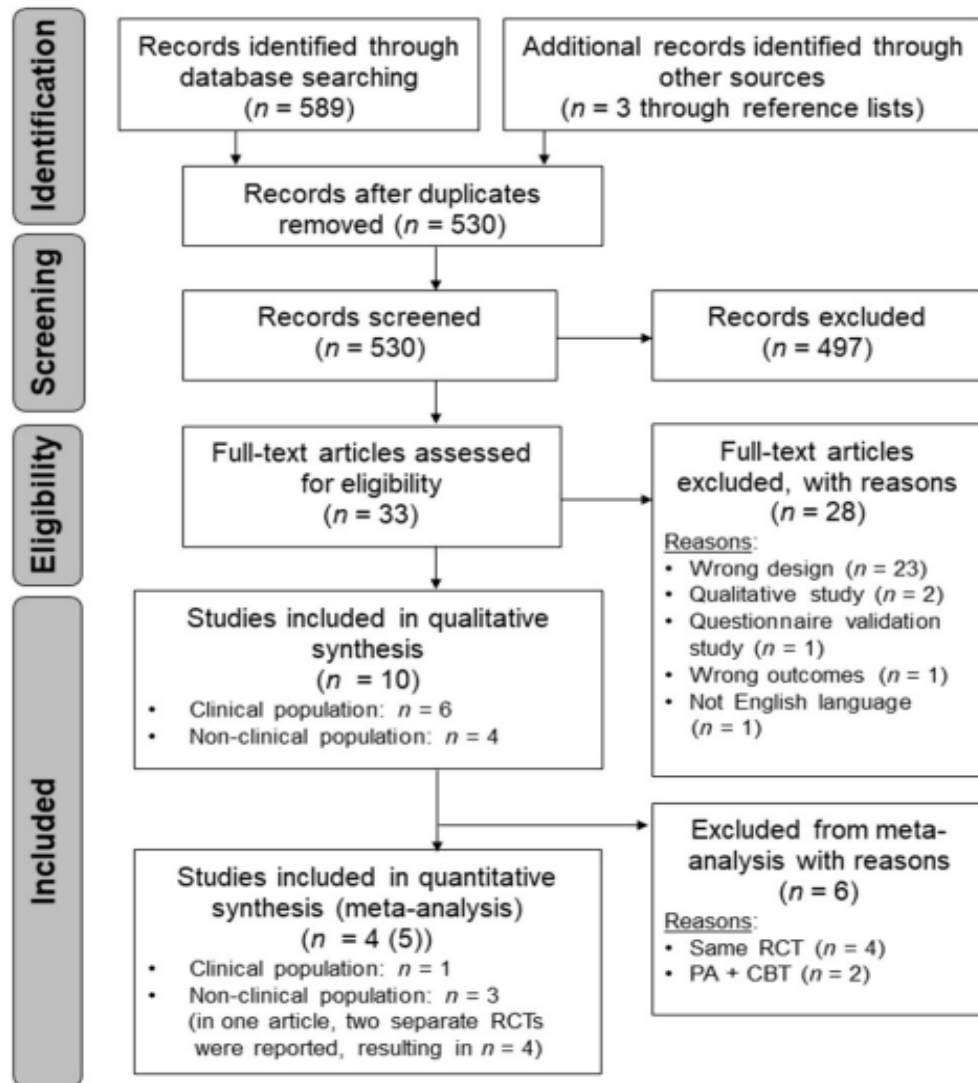 Identification
Records identified through
database searching
(n = 589)
Additional records identified through
other sources
(n = 3 through reference lists)
Records after duplicates
removed (n = 530)
Screening
Records screened
(n = 530)
Records excluded
(n = 497)
Eligibility
Full-text articles assessed
for eligibility
(n = 33)
Full-text articles
excluded, with reasons
(n = 28)
Reasons:
• Wrong design (n = 23)
• Qualitative study (n = 2)
• Questionnaire validation
study (n = 1)
• Wrong outcomes (n = 1)
• Not English language
(n = 1)
Included
Studies included in qualitative
synthesis
(n = 10)
• Clinical population: n = 6
• Non-clinical population: n = 4
Excluded from meta-
analysis with reasons
(n = 6)
Reasons:
• Same RCT (n = 4)
• PA + CBT (n = 2)
Studies included in quantitative
synthesis (meta-analysis)
(n = 4 (5))
• Clinical population: n = 1
• Non-clinical population: n = 3
(in one article, two separate RCTs
were reported, resulting in n = 4)